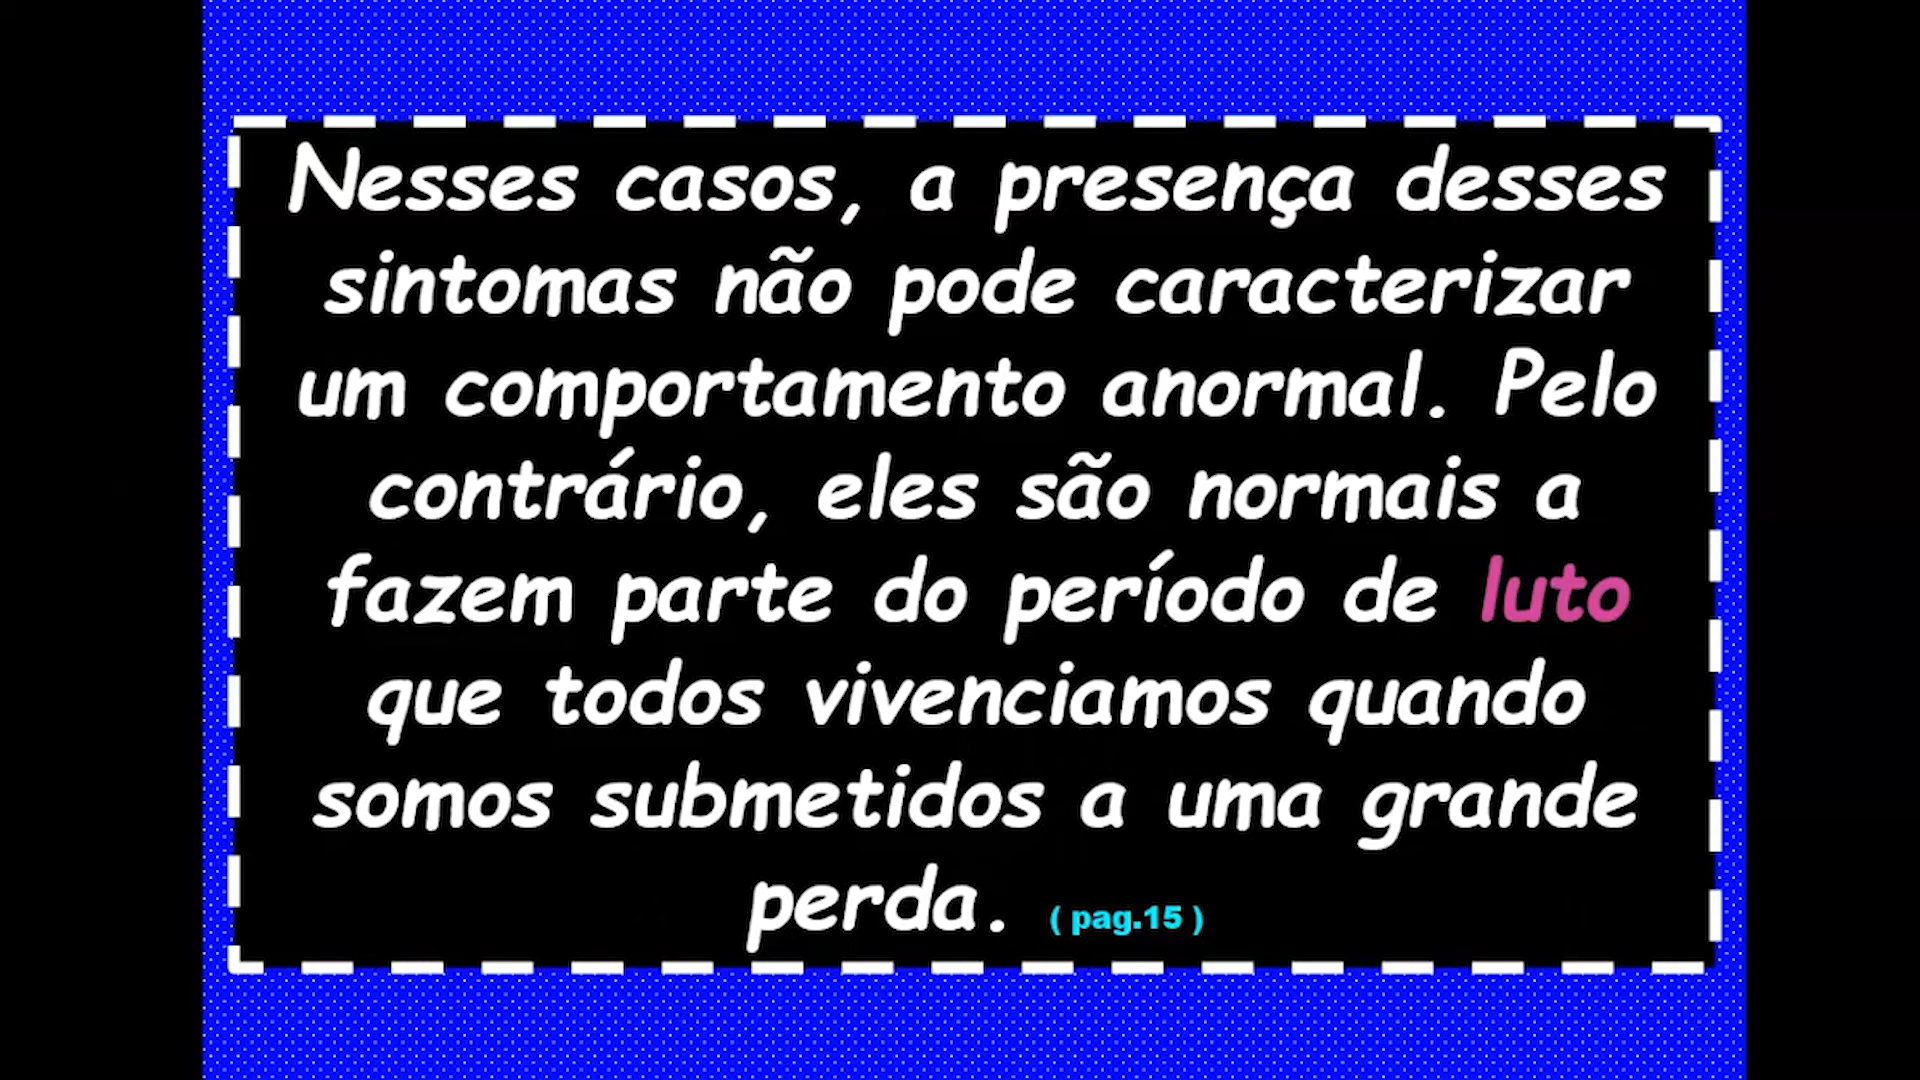 Nesses casos, a presença desses
sintomas não pode caracterizar
um comportamento anormal. Pelo
contrário, eles são normais a
fazem parte do período de luto
que todos vivenciamos quando
somos submetidos a uma grande
perda. ( pag.15 )